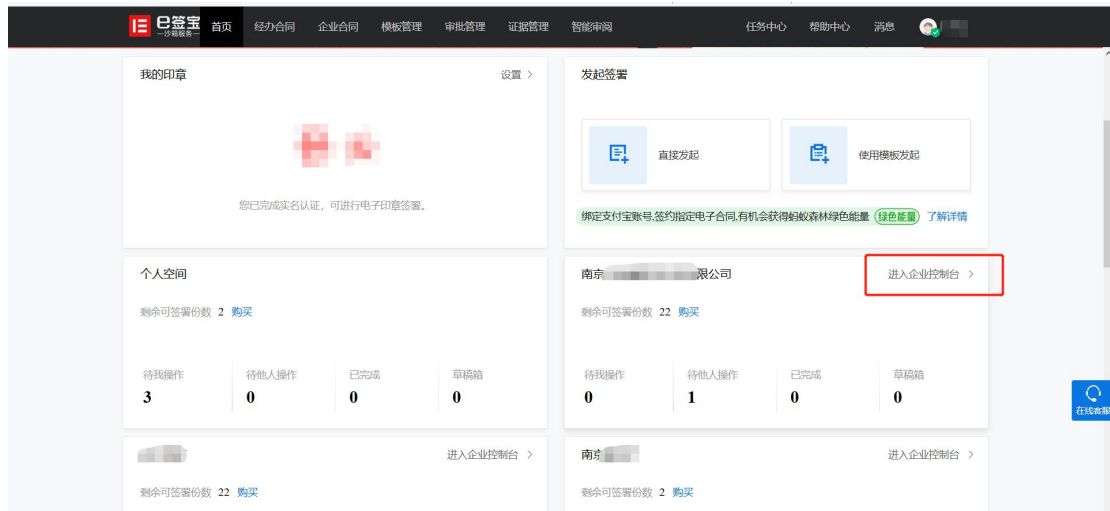 e签宝
—沙箱服务—
首页 经办合同 企业合同 模板管理 审批管理 证据管理 智能审阅 任务中心 帮助中心 消息
我的印章 设置 >
您已完成实名认证，可进行电子印章签署。
发起签署
直接发起 使用模板发起
绑定支付宝账号,签约指定电子合同,有机会获得蚂蚁森林绿色能量 绿色能量 了解详情
个人空间
剩余可签署份数 2 购买
待我操作 待他人操作 已完成 草稿箱
3 0 0 0
南京 限公司 进入企业控制台 >
剩余可签署份数 22 购买
待我操作 待他人操作 已完成 草稿箱
0 1 0 0
在线客服
进入企业控制台 >
剩余可签署份数 22 购买
南京 进入企业控制台 >
剩余可签署份数 2 购买